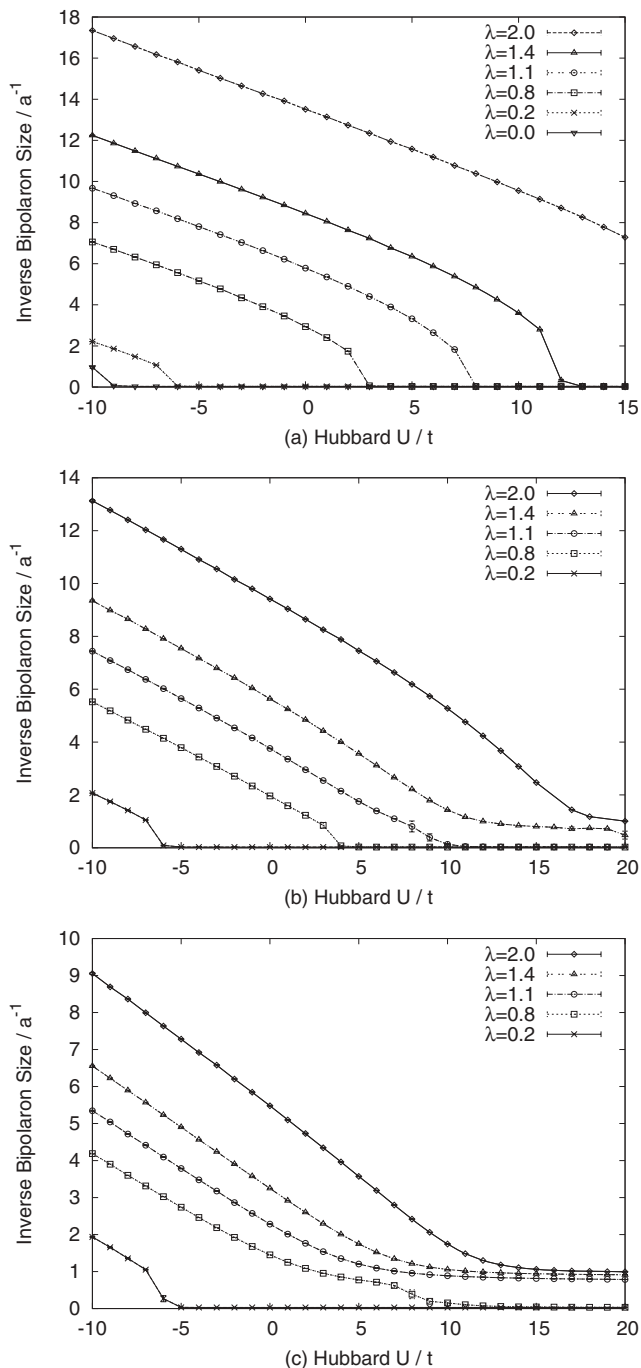 18
16
14
12
10
8
6
4
2
0
Inverse Bipolaron Size / a⁻¹
λ=2.0
λ=1.4
λ=1.1
λ=0.8
λ=0.2
λ=0.0
-10 -5 0 5 10 15
(a) Hubbard U / t
14
12
10
8
6
4
2
0
Inverse Bipolaron Size / a⁻¹
λ=2.0
λ=1.4
λ=1.1
λ=0.8
λ=0.2
-10 -5 0 5 10 15 20
(b) Hubbard U / t
10
9
8
7
6
5
4
3
2
1
0
Inverse Bipolaron Size / a⁻¹
λ=2.0
λ=1.4
λ=1.1
λ=0.8
λ=0.2
-10 -5 0 5 10 15 20
(c) Hubbard U / t